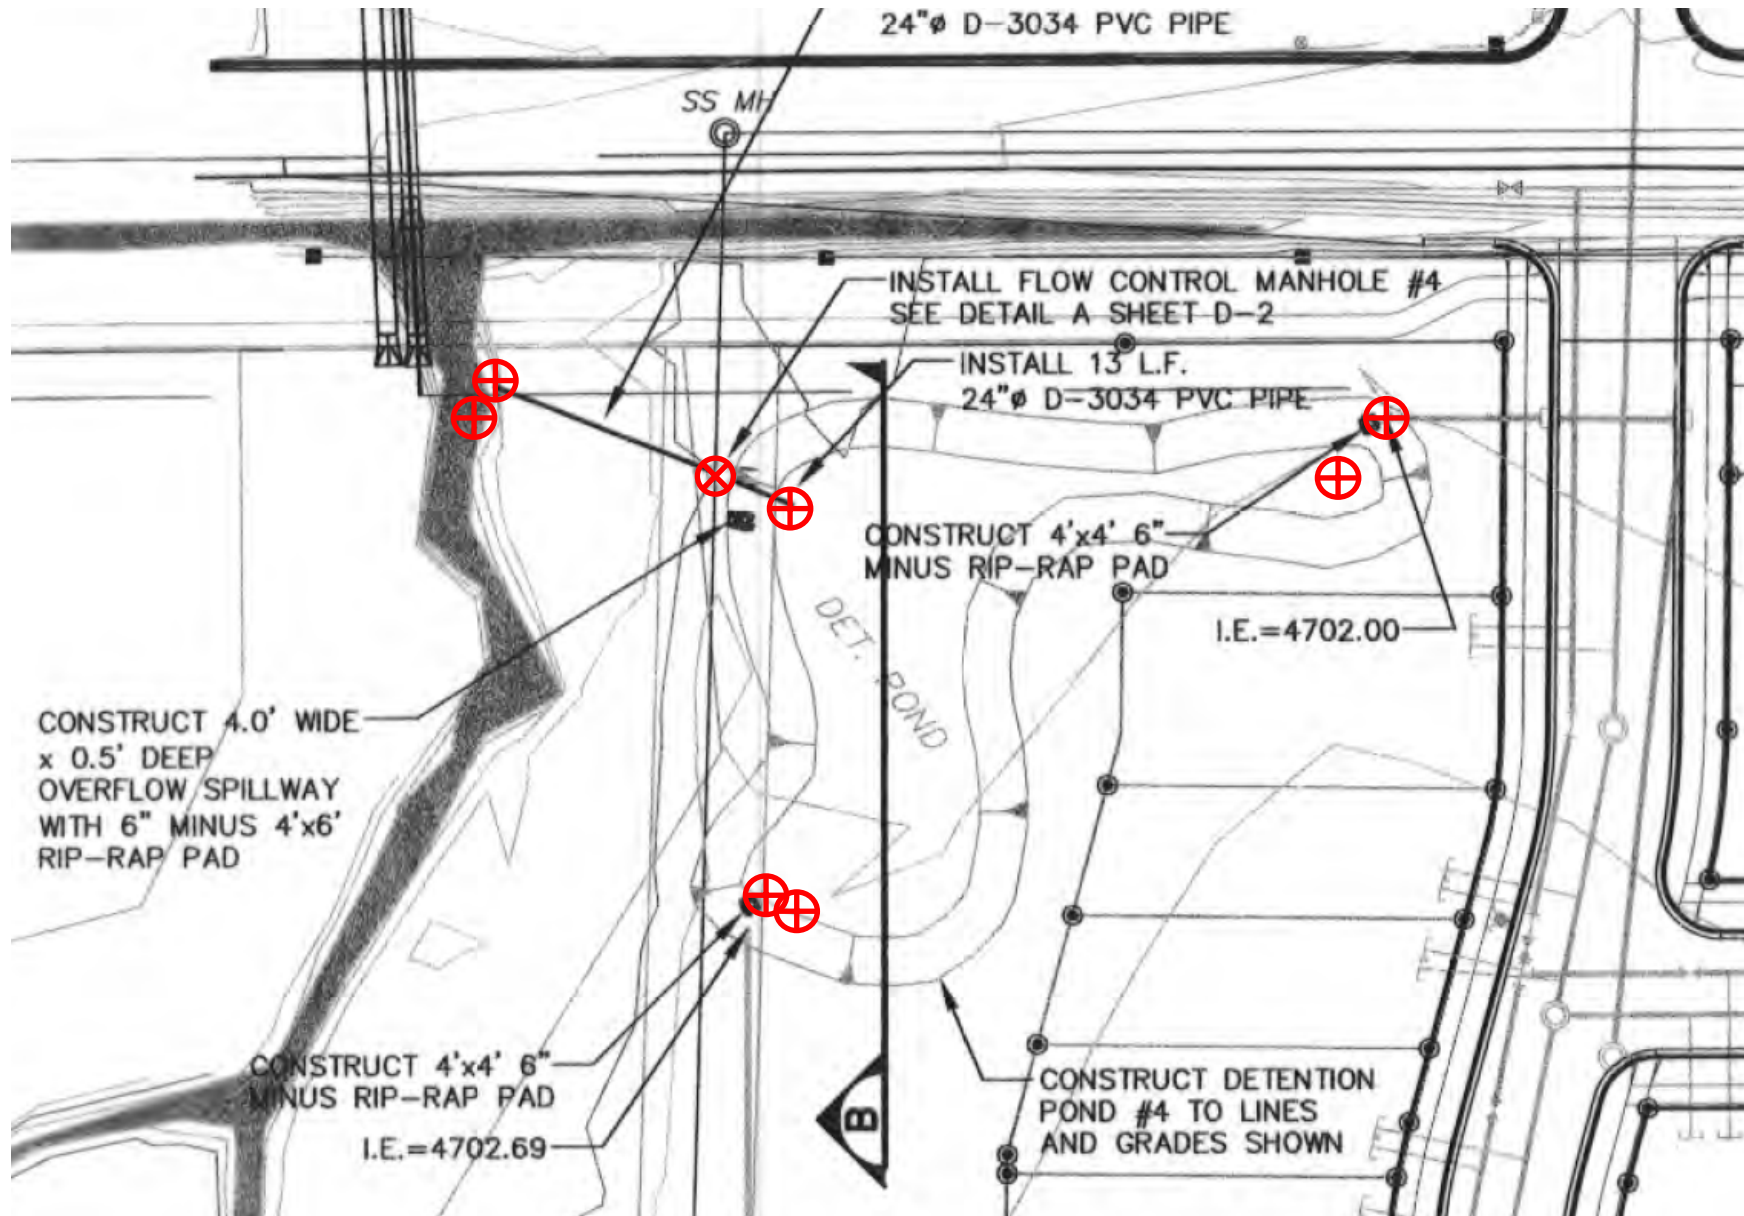 24"ø D-3034 PVC PIPE
SS MH
INSTALL FLOW CONTROL MANHOLE #4
SEE DETAIL A SHEET D-2
INSTALL 13 L.F.
24"ø D-3034 PVC PIPE
CONSTRUCT 4'x4' 6"
MINUS RIP-RAP PAD
I.E.=4702.00
DET. POND
CONSTRUCT 4.0' WIDE
x 0.5' DEEP
OVERFLOW SPILLWAY
WITH 6" MINUS 4'x6'
RIP-RAP PAD
CONSTRUCT 4'x4' 6"
MINUS RIP-RAP PAD
I.E.=4702.69
B
CONSTRUCT DETENTION
POND #4 TO LINES
AND GRADES SHOWN